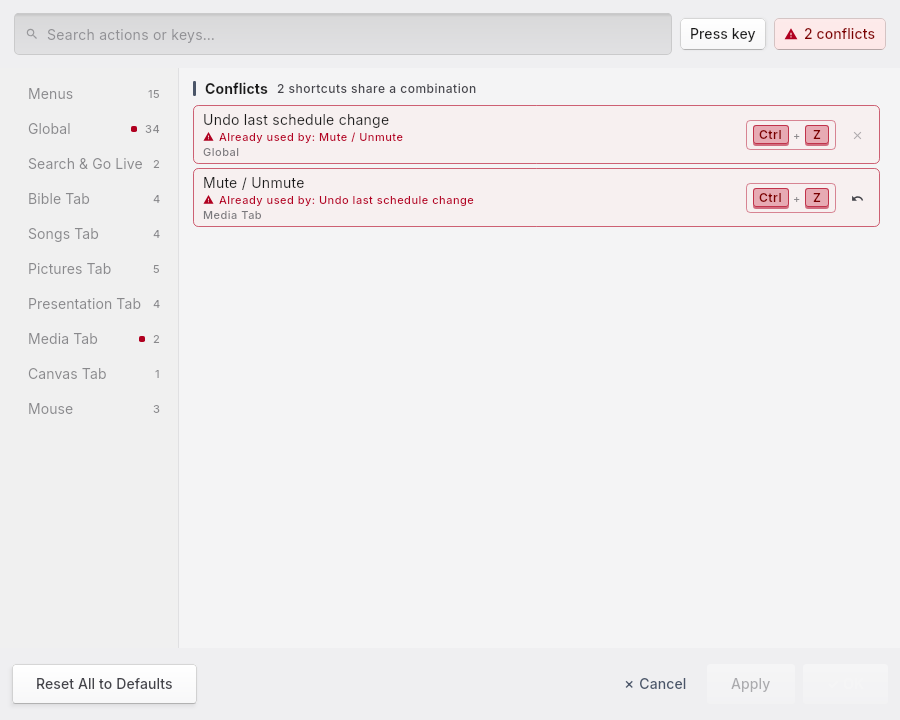 Search actions or keys...
Press key
2 conflicts
Menus 15
Global 34
Search & Go Live 2
Bible Tab 4
Songs Tab 4
Pictures Tab 5
Presentation Tab 4
Media Tab 2
Canvas Tab 1
Mouse 3
Conflicts 2 shortcuts share a combination
Undo last schedule change
Already used by: Mute / Unmute
Global
Ctrl + Z
Mute / Unmute
Already used by: Undo last schedule change
Media Tab
Ctrl + Z
Reset All to Defaults
Cancel
Apply